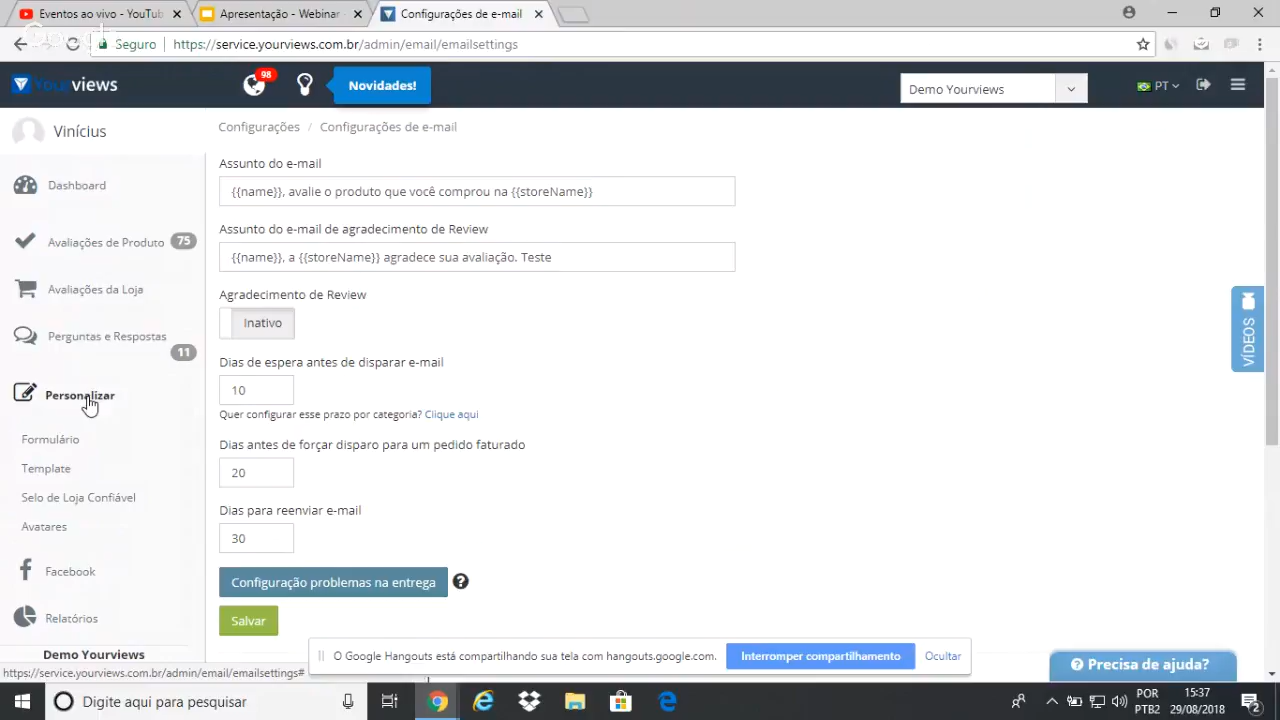 Eventos ao vivo - YouTub
Apresentação - Webinar
Configurações de e-mail
Seguro
https://service.yourviews.com.br/admin/email/emailsettings
Yourviews
98
Novidades!
Demo Yourviews
PT
Vinícius
Configurações / Configurações de e-mail
Dashboard
Avaliações de Produto
75
Avaliações da Loja
Perguntas e Respostas
11
Personalizar
Formulário
Template
Selo de Loja Confiável
Avatares
Facebook
Relatórios
Demo Yourviews
Assunto do e-mail
{{name}}, avalie o produto que você comprou na {{storeName}}
Assunto do e-mail de agradecimento de Review
{{name}}, a {{storeName}} agradece sua avaliação. Teste
Agradecimento de Review
Inativo
Dias de espera antes de disparar e-mail
10
Quer configurar esse prazo por categoria? Clique aqui
Dias antes de forçar disparo para um pedido faturado
20
Dias para reenviar e-mail
30
Configuração problemas na entrega
Salvar
VÍDEOS
O Google Hangouts está compartilhando sua tela com hangouts.google.com.
Interromper compartilhamento
Ocultar
Precisa de ajuda?
https://service.yourviews.com.br/admin/email/emailsettings#
Digite aqui para pesquisar
POR
PTB2
15:37
29/08/2018
2